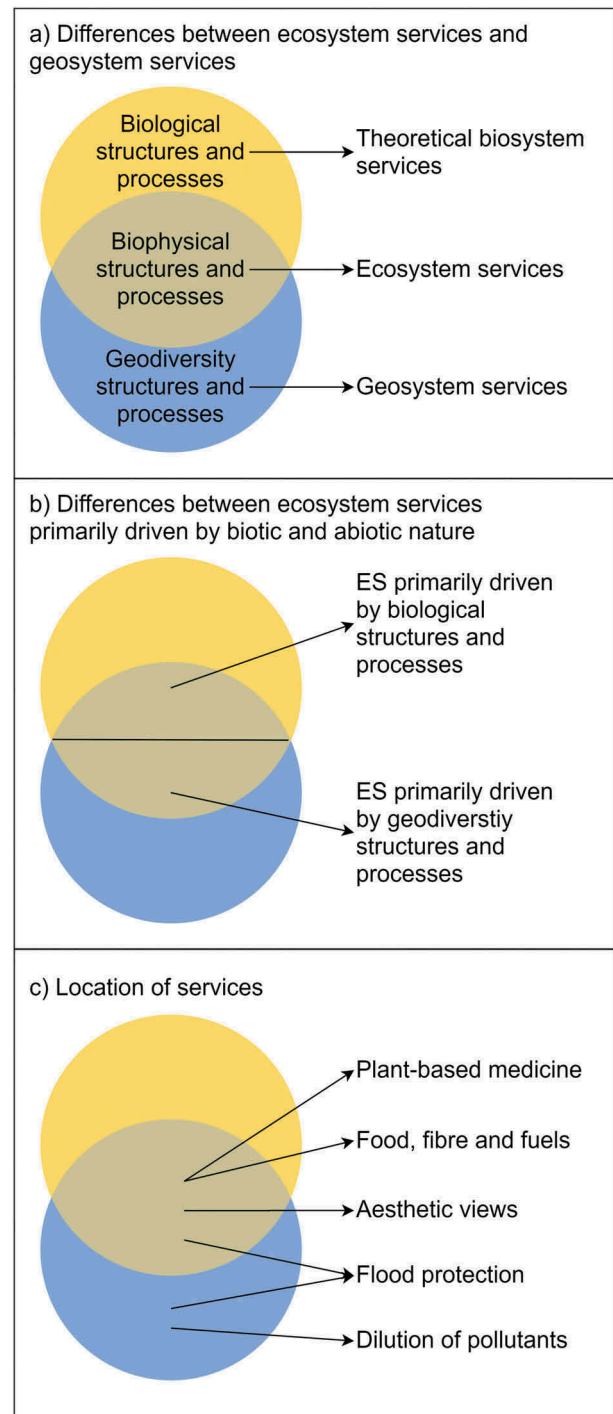 a) Differences between ecosystem services and
geosystem services
Biological
structures and
processes
Theoretical biosystem
services
Biophysical
structures and
processes
Ecosystem services
Geodiversity
structures and
processes
Geosystem services
b) Differences between ecosystem services
primarily driven by biotic and abiotic nature
ES primarily driven
by biological
structures and
processes
ES primarily driven
by geodiverstiy
structures and
processes
c) Location of services
Plant-based medicine
Food, fibre and fuels
Aesthetic views
Flood protection
Dilution of pollutants